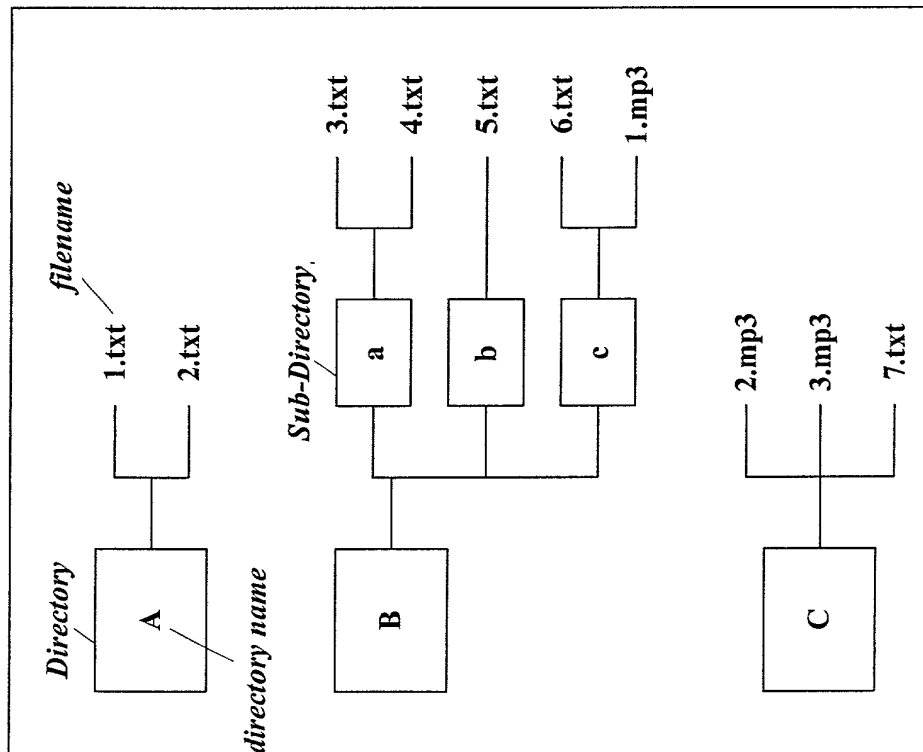 Directory
A
directory name
filename
1.txt
2.txt
B
Sub-Directory
a
3.txt
4.txt
b
5.txt
c
6.txt
1.mp3
C
2.mp3
3.mp3
7.txt